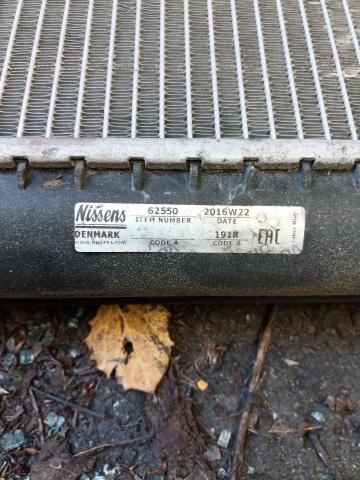 Nissens 62550 2016W22
ITEM NUMBER DATE
DENMARK 1918 EAC
www.nissens.com CODE A CODE B